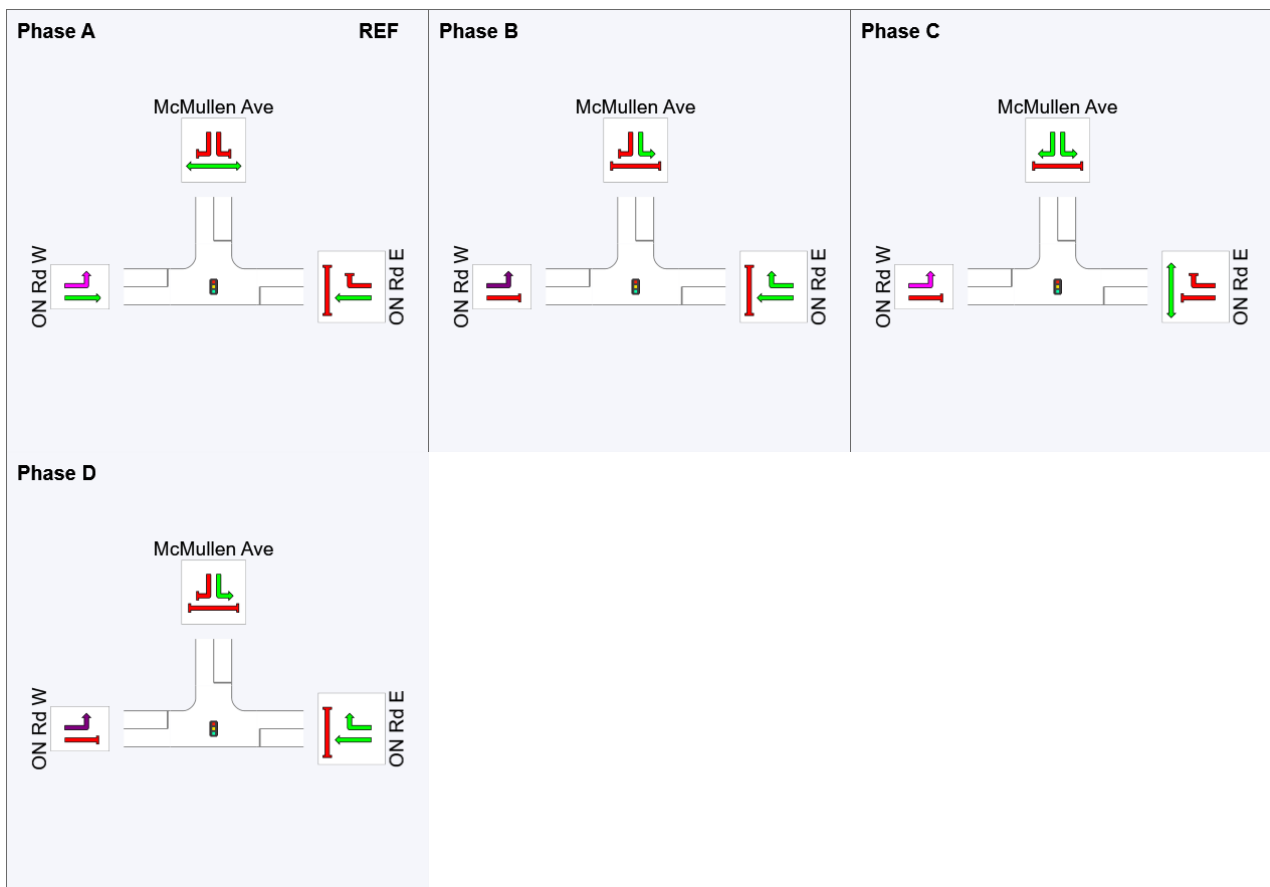 Phase A
REF
McMullen Ave
ON Rd W
ON Rd E
Phase B
McMullen Ave
ON Rd W
ON Rd E
Phase C
McMullen Ave
ON Rd W
ON Rd E
Phase D
McMullen Ave
ON Rd W
ON Rd E